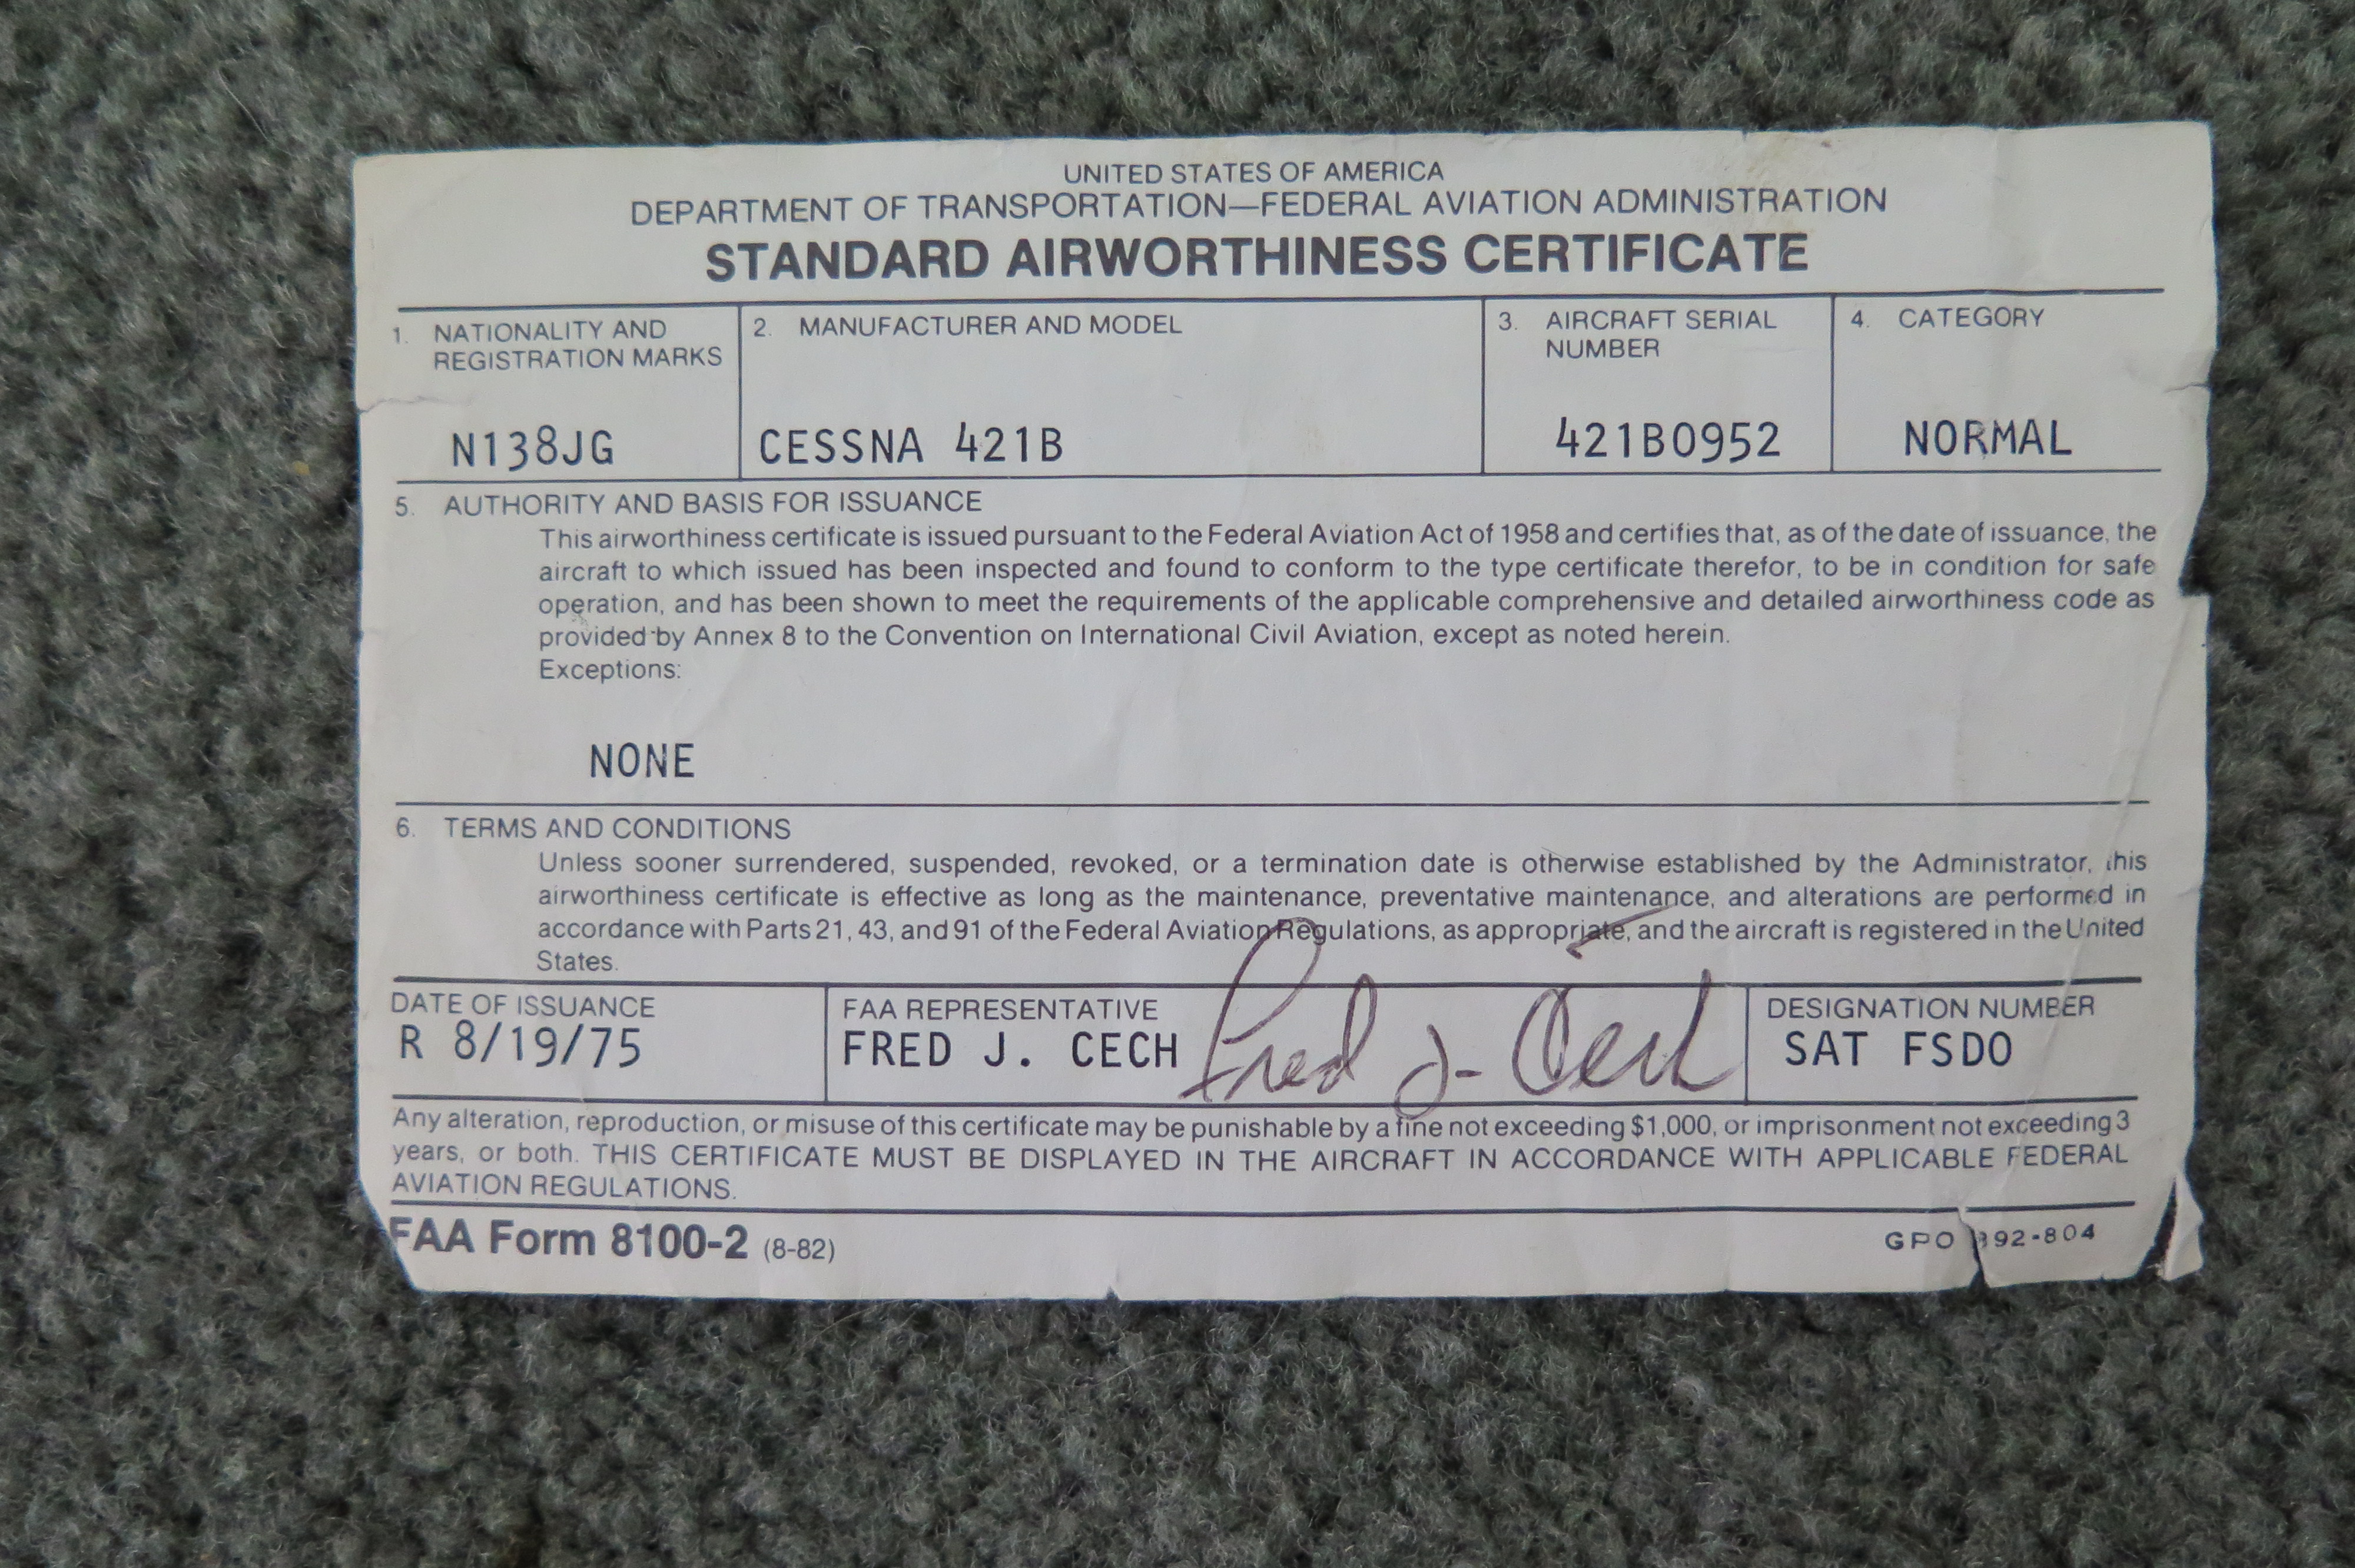 UNITED STATES OF AMERICA
DEPARTMENT OF TRANSPORTATION—FEDERAL AVIATION ADMINISTRATION
STANDARD AIRWORTHINESS CERTIFICATE
1. NATIONALITY AND REGISTRATION MARKS
N138JG
2. MANUFACTURER AND MODEL
CESSNA 421B
3. AIRCRAFT SERIAL NUMBER
421B0952
4. CATEGORY
NORMAL
5. AUTHORITY AND BASIS FOR ISSUANCE
This airworthiness certificate is issued pursuant to the Federal Aviation Act of 1958 and certifies that, as of the date of issuance, the
aircraft to which issued has been inspected and found to conform to the type certificate therefor, to be in condition for safe
operation, and has been shown to meet the requirements of the applicable comprehensive and detailed airworthiness code as
provided by Annex 8 to the Convention on International Civil Aviation, except as noted herein.
Exceptions:
NONE
6. TERMS AND CONDITIONS
Unless sooner surrendered, suspended, revoked, or a termination date is otherwise established by the Administrator, this
airworthiness certificate is effective as long as the maintenance, preventative maintenance, and alterations are performed in
accordance with Parts 21, 43, and 91 of the Federal Aviation Regulations, as appropriate, and the aircraft is registered in the United
States.
DATE OF ISSUANCE
R 8/19/75
FAA REPRESENTATIVE
FRED J. CECH
Fred J. Cech
DESIGNATION NUMBER
SAT FSDO
Any alteration, reproduction, or misuse of this certificate may be punishable by a fine not exceeding $1,000, or imprisonment not exceeding 3
years, or both. THIS CERTIFICATE MUST BE DISPLAYED IN THE AIRCRAFT IN ACCORDANCE WITH APPLICABLE FEDERAL
AVIATION REGULATIONS.
FAA Form 8100-2 (8-82)
GPO 892-804